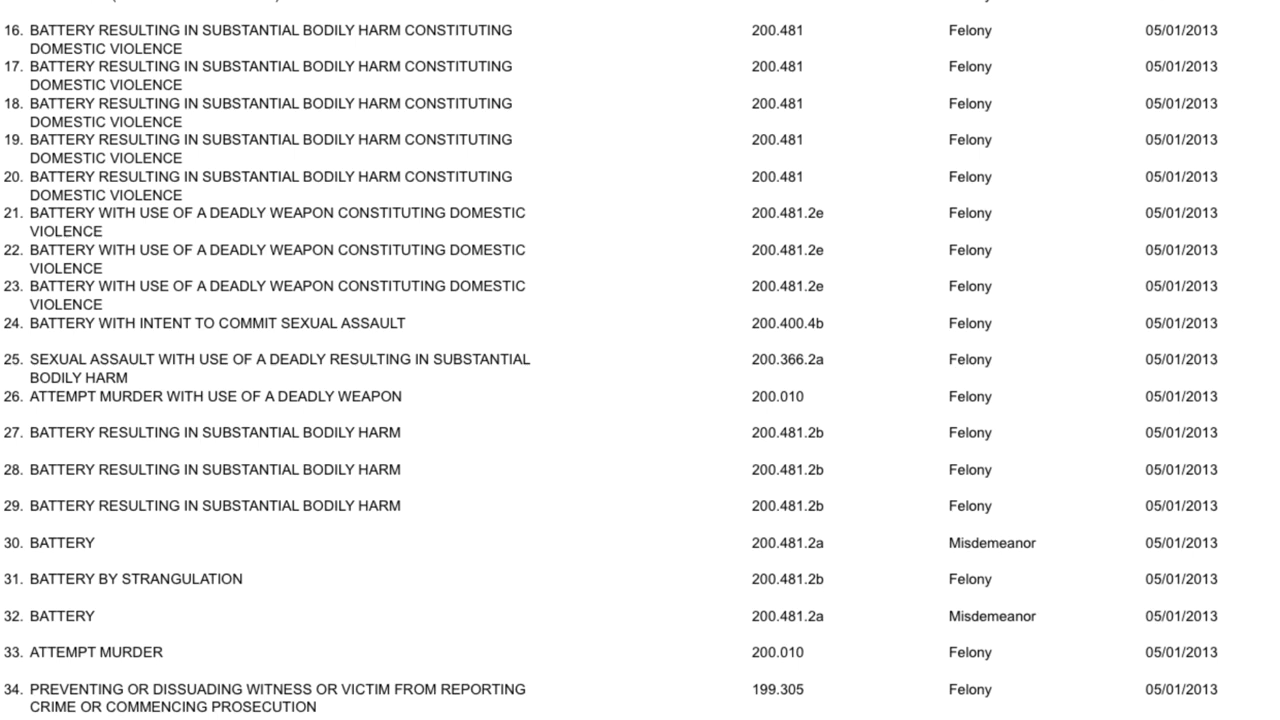 16. BATTERY RESULTING IN SUBSTANTIAL BODILY HARM CONSTITUTING 200.481 Felony 05/01/2013
DOMESTIC VIOLENCE
17. BATTERY RESULTING IN SUBSTANTIAL BODILY HARM CONSTITUTING 200.481 Felony 05/01/2013
DOMESTIC VIOLENCE
18. BATTERY RESULTING IN SUBSTANTIAL BODILY HARM CONSTITUTING 200.481 Felony 05/01/2013
DOMESTIC VIOLENCE
19. BATTERY RESULTING IN SUBSTANTIAL BODILY HARM CONSTITUTING 200.481 Felony 05/01/2013
DOMESTIC VIOLENCE
20. BATTERY RESULTING IN SUBSTANTIAL BODILY HARM CONSTITUTING 200.481 Felony 05/01/2013
DOMESTIC VIOLENCE
21. BATTERY WITH USE OF A DEADLY WEAPON CONSTITUTING DOMESTIC 200.481.2e Felony 05/01/2013
VIOLENCE
22. BATTERY WITH USE OF A DEADLY WEAPON CONSTITUTING DOMESTIC 200.481.2e Felony 05/01/2013
VIOLENCE
23. BATTERY WITH USE OF A DEADLY WEAPON CONSTITUTING DOMESTIC 200.481.2e Felony 05/01/2013
VIOLENCE
24. BATTERY WITH INTENT TO COMMIT SEXUAL ASSAULT 200.400.4b Felony 05/01/2013
25. SEXUAL ASSAULT WITH USE OF A DEADLY RESULTING IN SUBSTANTIAL 200.366.2a Felony 05/01/2013
BODILY HARM
26. ATTEMPT MURDER WITH USE OF A DEADLY WEAPON 200.010 Felony 05/01/2013
27. BATTERY RESULTING IN SUBSTANTIAL BODILY HARM 200.481.2b Felony 05/01/2013
28. BATTERY RESULTING IN SUBSTANTIAL BODILY HARM 200.481.2b Felony 05/01/2013
29. BATTERY RESULTING IN SUBSTANTIAL BODILY HARM 200.481.2b Felony 05/01/2013
30. BATTERY 200.481.2a Misdemeanor 05/01/2013
31. BATTERY BY STRANGULATION 200.481.2b Felony 05/01/2013
32. BATTERY 200.481.2a Misdemeanor 05/01/2013
33. ATTEMPT MURDER 200.010 Felony 05/01/2013
34. PREVENTING OR DISSUADING WITNESS OR VICTIM FROM REPORTING 199.305 Felony 05/01/2013
CRIME OR COMMENCING PROSECUTION